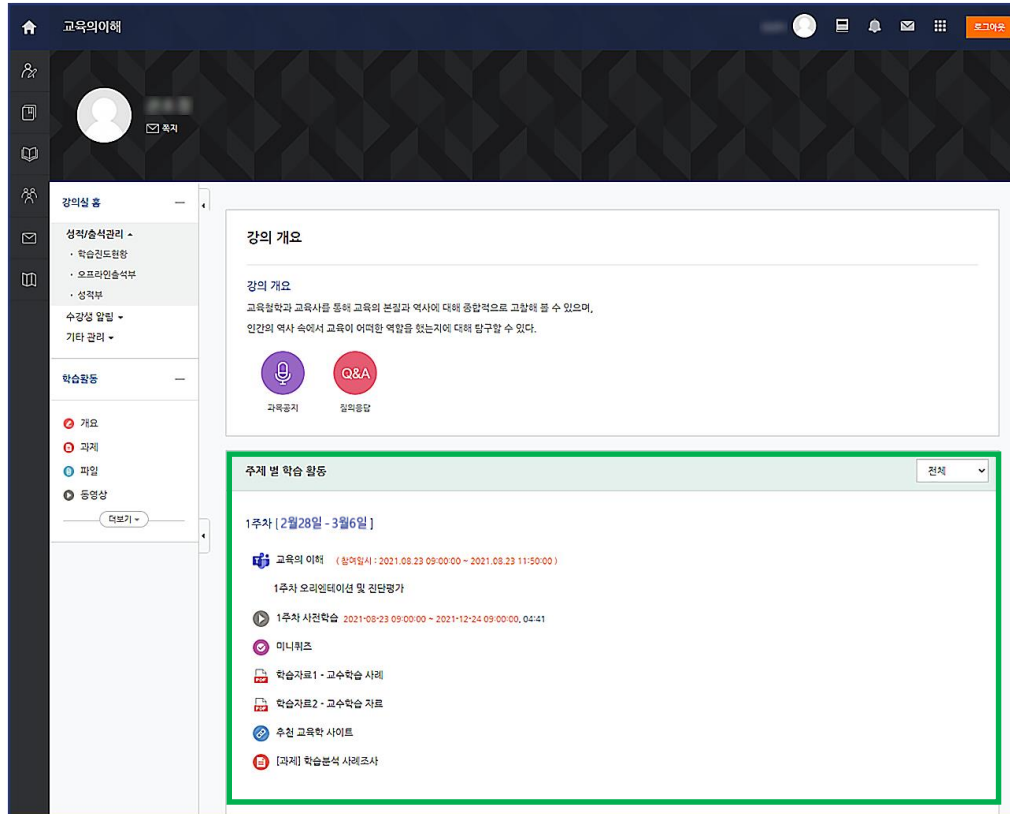 교육의이해
로그아웃
쪽지
강의실 홈
성적/출석관리
· 학습진도현황
· 오프라인출석부
· 성적부
수강생 알림
기타 관리
학습활동
개요
과제
파일
동영상
더보기
강의 개요
강의 개요
교육철학과 교육사를 통해 교육의 본질과 역사에 대해 종합적으로 고찰해 볼 수 있으며,
인간의 역사 속에서 교육이 어떠한 역할을 했는지에 대해 탐구할 수 있다.
Q&A
과목공지 질의응답
주제 별 학습 활동 전체
1주차 [ 2월28일 - 3월6일 ]
교육의 이해 ( 참여일시 : 2021.08.23 09:00:00 ~ 2021.08.23 11:50:00 )
1주차 오리엔테이션 및 진단평가
1주차 사전학습 2021-08-23 09:00:00 ~ 2021-12-24 09:00:00, 04:41
미니퀴즈
PDF 학습자료1 - 교수학습 사례
PDF 학습자료2 - 교수학습 자료
추천 교육학 사이트
[과제] 학습분석 사례조사